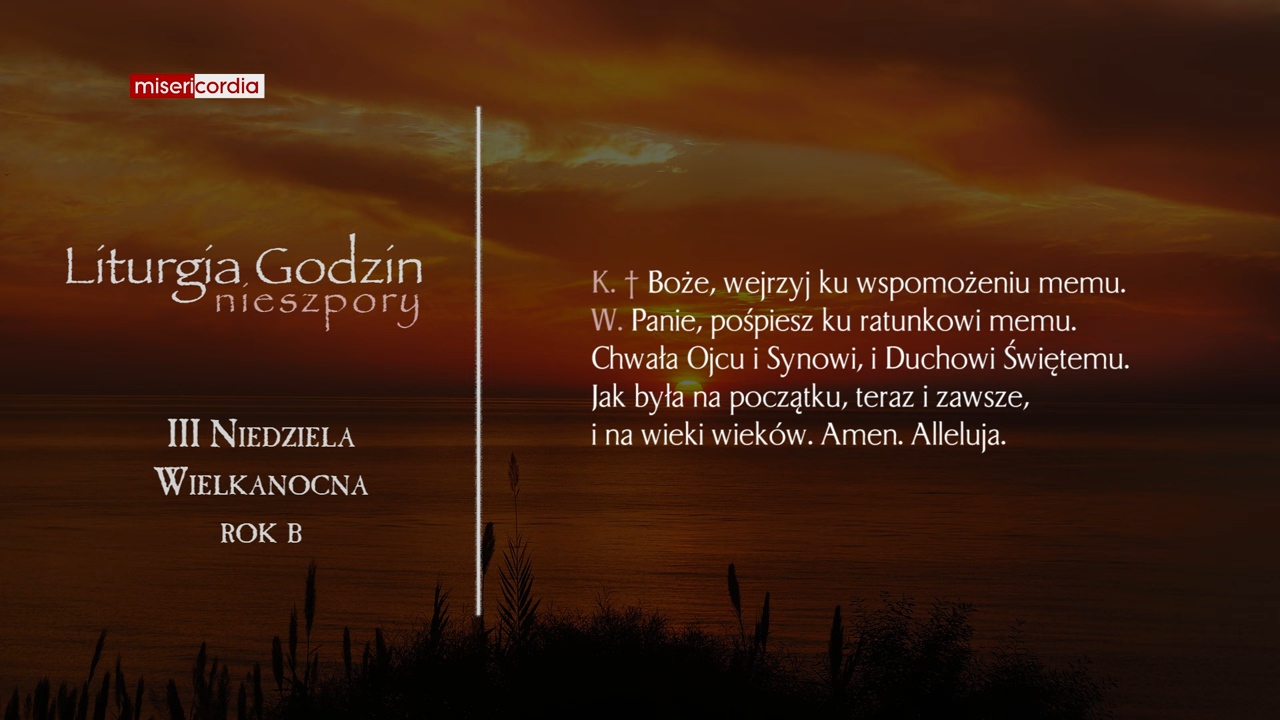 misericordia
Liturgia Godzin
nieszpory
III Niedziela
Wielkanocna
rok B
K. † Boże, wejrzyj ku wspomożeniu memu.
W. Panie, pośpiesz ku ratunkowi memu.
Chwała Ojcu i Synowi, i Duchowi Świętemu.
Jak była na początku, teraz i zawsze,
i na wieki wieków. Amen. Alleluja.